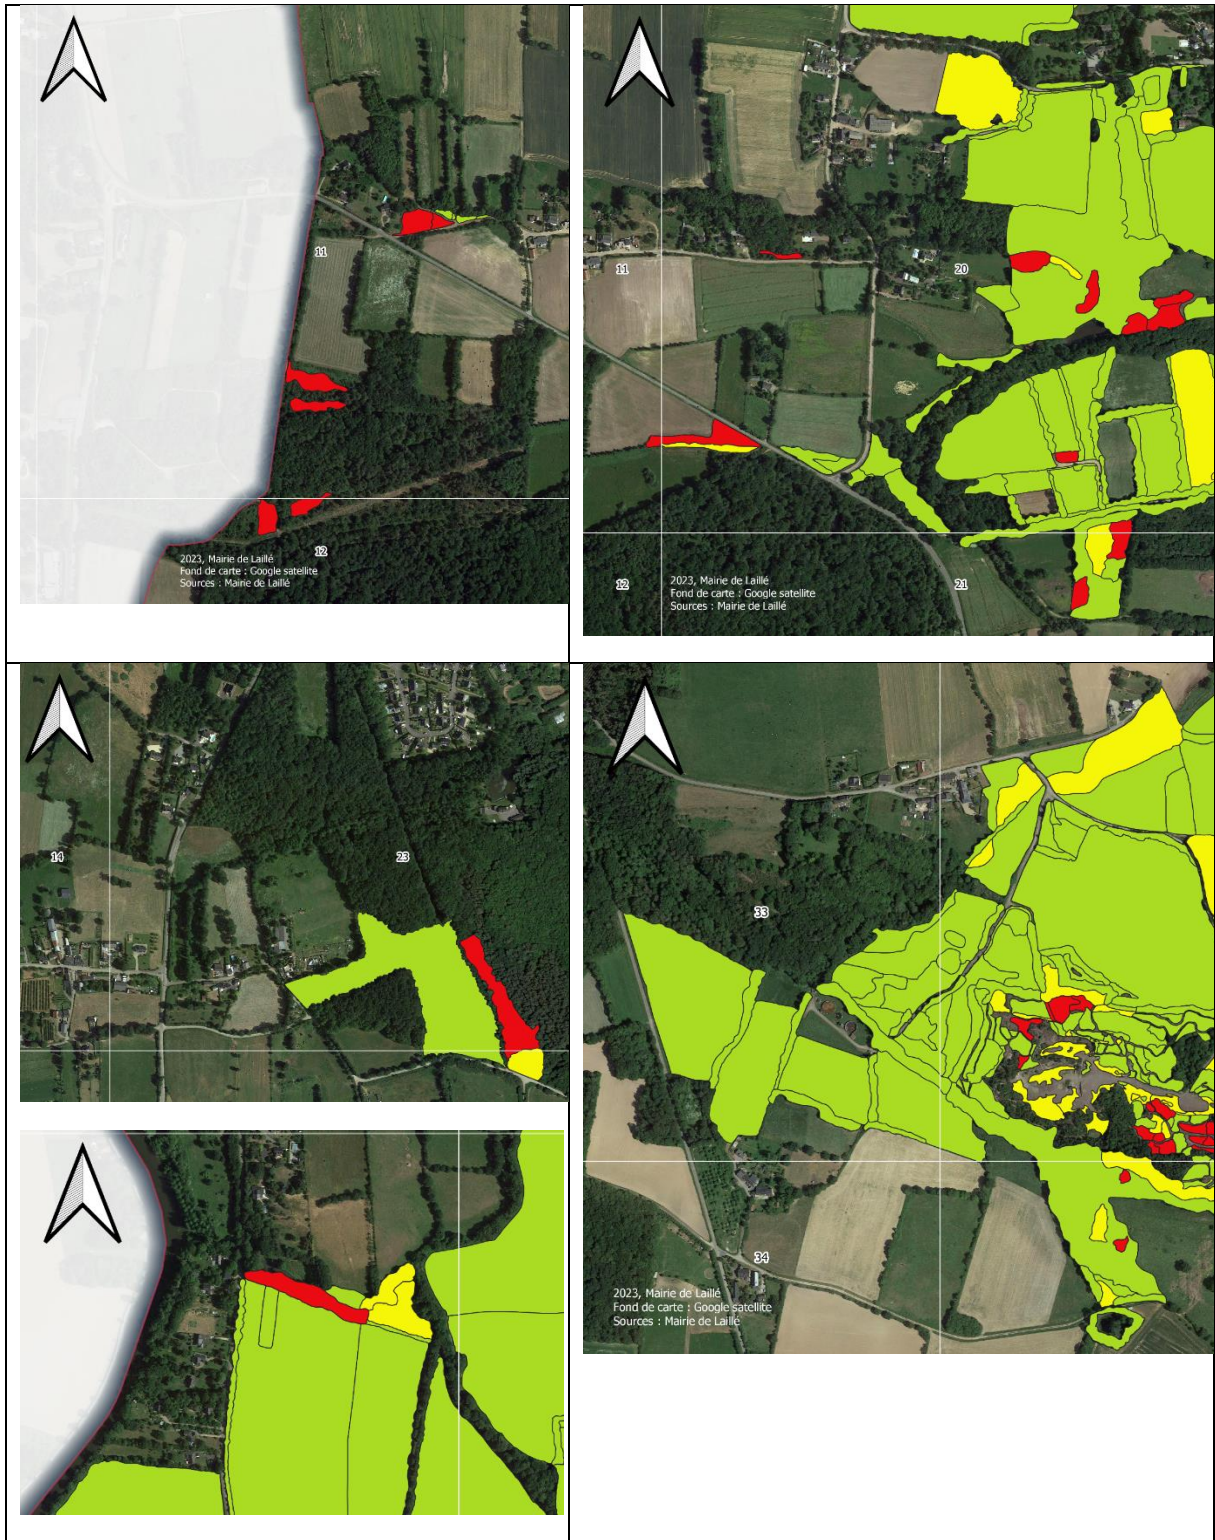 11
12
2023, Mairie de Laillé
Fond de carte : Google satellite
Sources : Mairie de Laillé
11
20
12
21
2023, Mairie de Laillé
Fond de carte : Google satellite
Sources : Mairie de Laillé
14
23
33
34
2023, Mairie de Laillé
Fond de carte : Google satellite
Sources : Mairie de Laillé